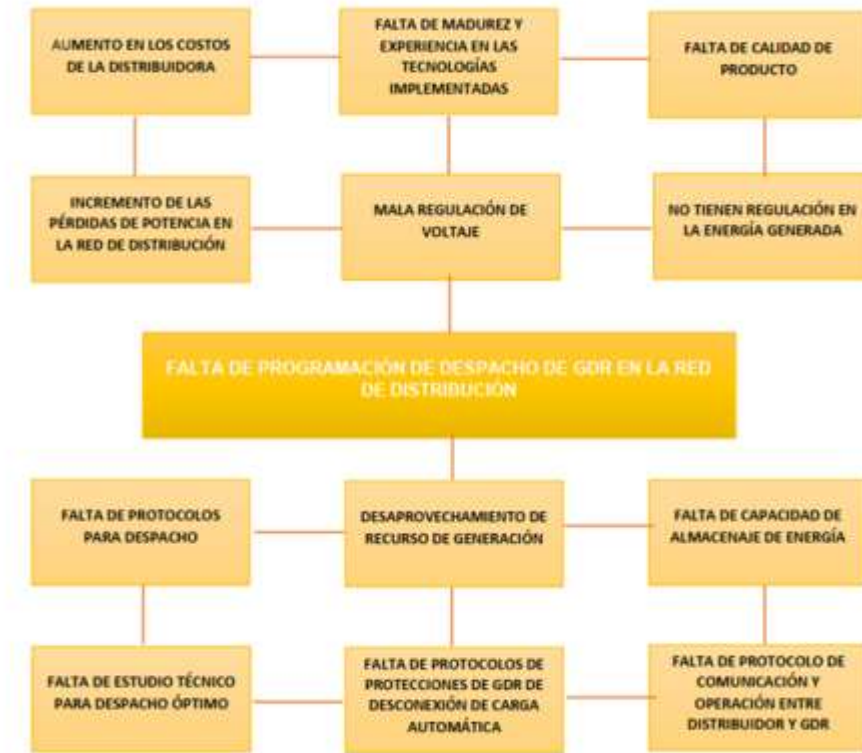 AUMENTO EN LOS COSTOS
DE LA DISTRIBUIDORA
FALTA DE MADUREZ Y
EXPERIENCIA EN LAS
TECNOLOGÍAS
IMPLEMENTADAS
FALTA DE CALIDAD DE
PRODUCTO
INCREMENTO DE LAS
PÉRDIDAS DE POTENCIA EN
LA RED DE DISTRIBUCIÓN
MALA REGULACIÓN DE
VOLTAJE
NO TIENEN REGULACIÓN EN
LA ENERGÍA GENERADA
FALTA DE PROGRAMACIÓN DE DESPACHO DE GDR EN LA RED
DE DISTRIBUCIÓN
FALTA DE PROTOCOLOS
PARA DESPACHO
DESAPROVECHAMIENTO DE
RECURSO DE GENERACIÓN
FALTA DE CAPACIDAD DE
ALMACENAJE DE ENERGÍA
FALTA DE ESTUDIO TÉCNICO
PARA DESPACHO ÓPTIMO
FALTA DE PROTOCOLOS DE
PROTECCIONES DE GDR DE
DESCONEXIÓN DE CARGA
AUTOMÁTICA
FALTA DE PROTOCOLO DE
COMUNICACIÓN Y
OPERACIÓN ENTRE
DISTRIBUIDOR Y GDR